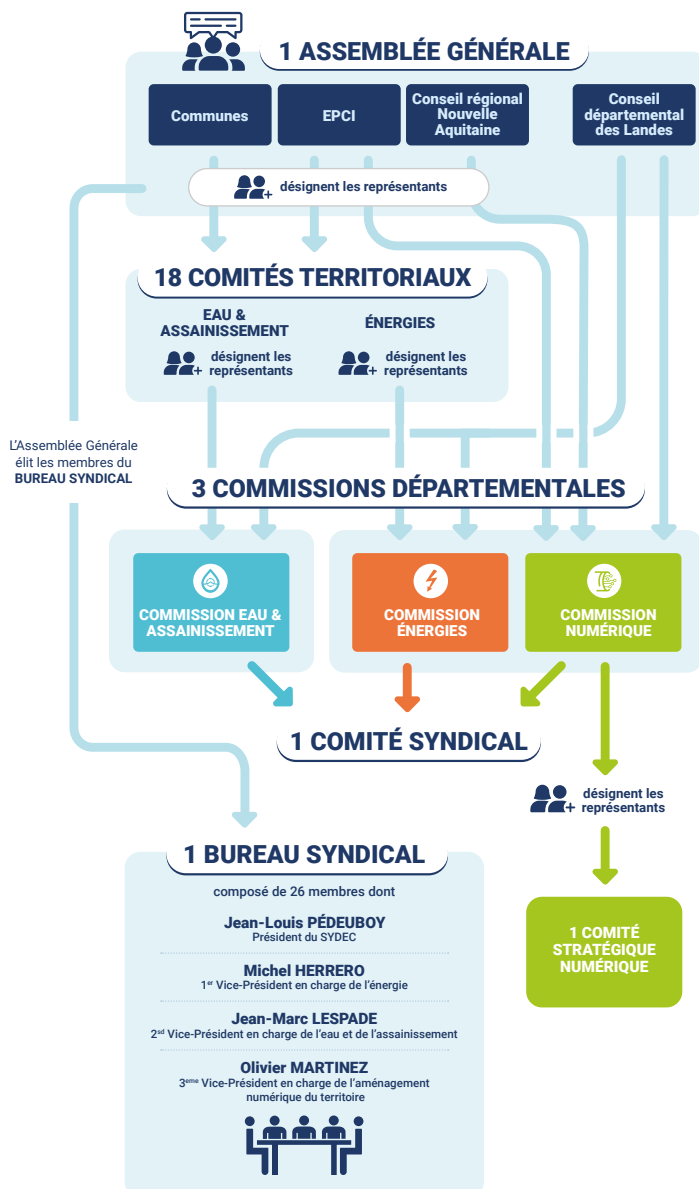 1 ASSEMBLÉE GÉNÉRALE
Communes
EPCI
Conseil régional
Nouvelle
Aquitaine
Conseil
départemental
des Landes
désignent les représentants
18 COMITÉS TERRITORIAUX
EAU &
ASSAINISSEMENT
désignent les
représentants
ÉNERGIES
désignent les
représentants
L'Assemblée Générale
élit les membres du
BUREAU SYNDICAL
3 COMMISSIONS DÉPARTEMENTALES
COMMISSION EAU &
ASSAINISSEMENT
COMMISSION
ÉNERGIES
COMMISSION
NUMÉRIQUE
1 COMITÉ SYNDICAL
désignent les
représentants
1 COMITÉ
STRATÉGIQUE
NUMÉRIQUE
1 BUREAU SYNDICAL
composé de 26 membres dont
Jean-Louis PÉDEUBOY
Président du SYDEC
Michel HERRERO
1er Vice-Président en charge de l'énergie
Jean-Marc LESPADE
2sd Vice-Président en charge de l'eau et de l'assainissement
Olivier MARTINEZ
3eme Vice-Président en charge de l'aménagement
numérique du territoire